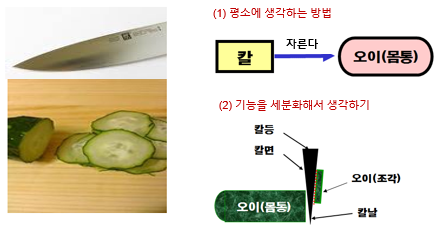 (1) 평소에 생각하는 방법
칼
자른다
오이(몸통)
(2) 기능을 세분화해서 생각하기
칼등
칼면
오이(조각)
오이(몸통)
칼날